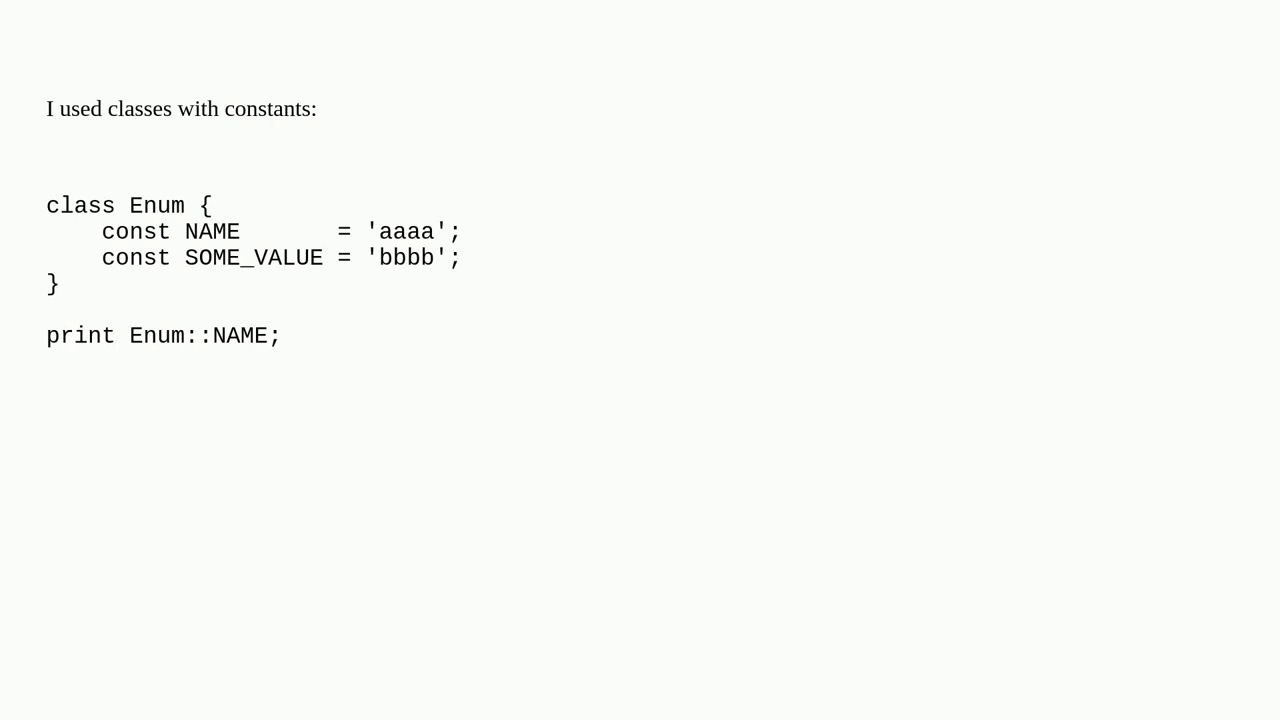 I used classes with constants:
class Enum {
    const NAME       = 'aaaa';
    const SOME_VALUE = 'bbbb';
}
print Enum::NAME;